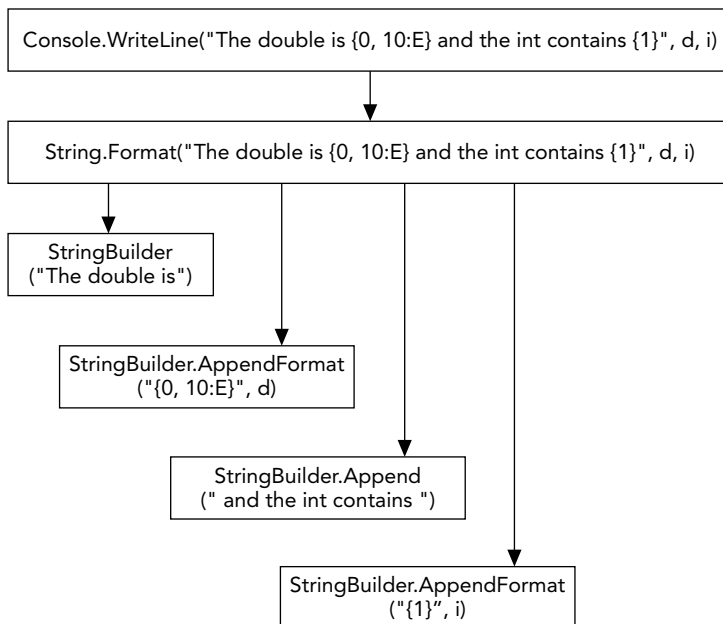 Console.WriteLine("The double is {0, 10:E} and the int contains {1}", d, i)
String.Format("The double is {0, 10:E} and the int contains {1}", d, i)
StringBuilder
("The double is")
StringBuilder.AppendFormat
("{0, 10:E}", d)
StringBuilder.Append
(" and the int contains ")
StringBuilder.AppendFormat
("{1}”, i)